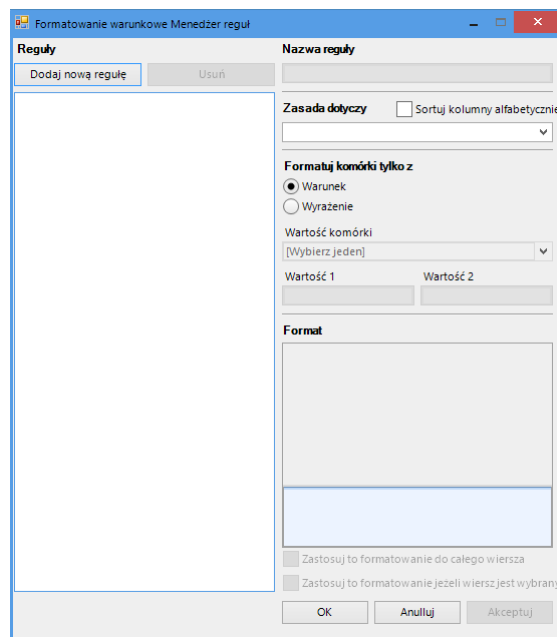 Formatowanie warunkowe Menedżer reguł
Reguły
Dodaj nową regułę
Usuń
Nazwa reguły
Zasada dotyczy
Sortuj kolumny alfabetycznie
Formatuj komórki tylko z
Warunek
Wyrażenie
Wartość komórki
[Wybierz jeden]
Wartość 1
Wartość 2
Format
Zastosuj to formatowanie do całego wiersza
Zastosuj to formatowanie jeżeli wiersz jest wybrany
OK
Anulluj
Akceptuj